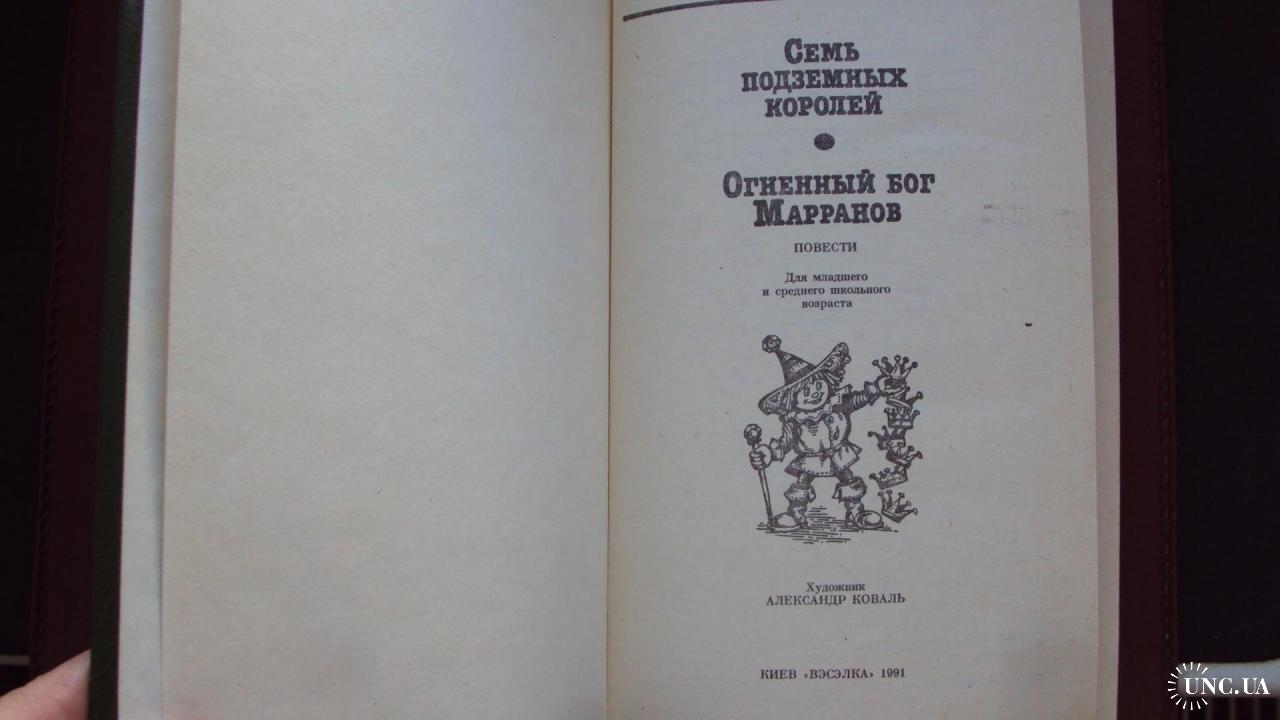 Семь
подземных
королей
Огненный бог
Марранов
ПОВЕСТИ
Для младшего
и среднего школьного
возраста
Художник
АЛЕКСАНДР КОВАЛЬ
КИЕВ «ВЭСЭЛКА» 1991
UNC.UA